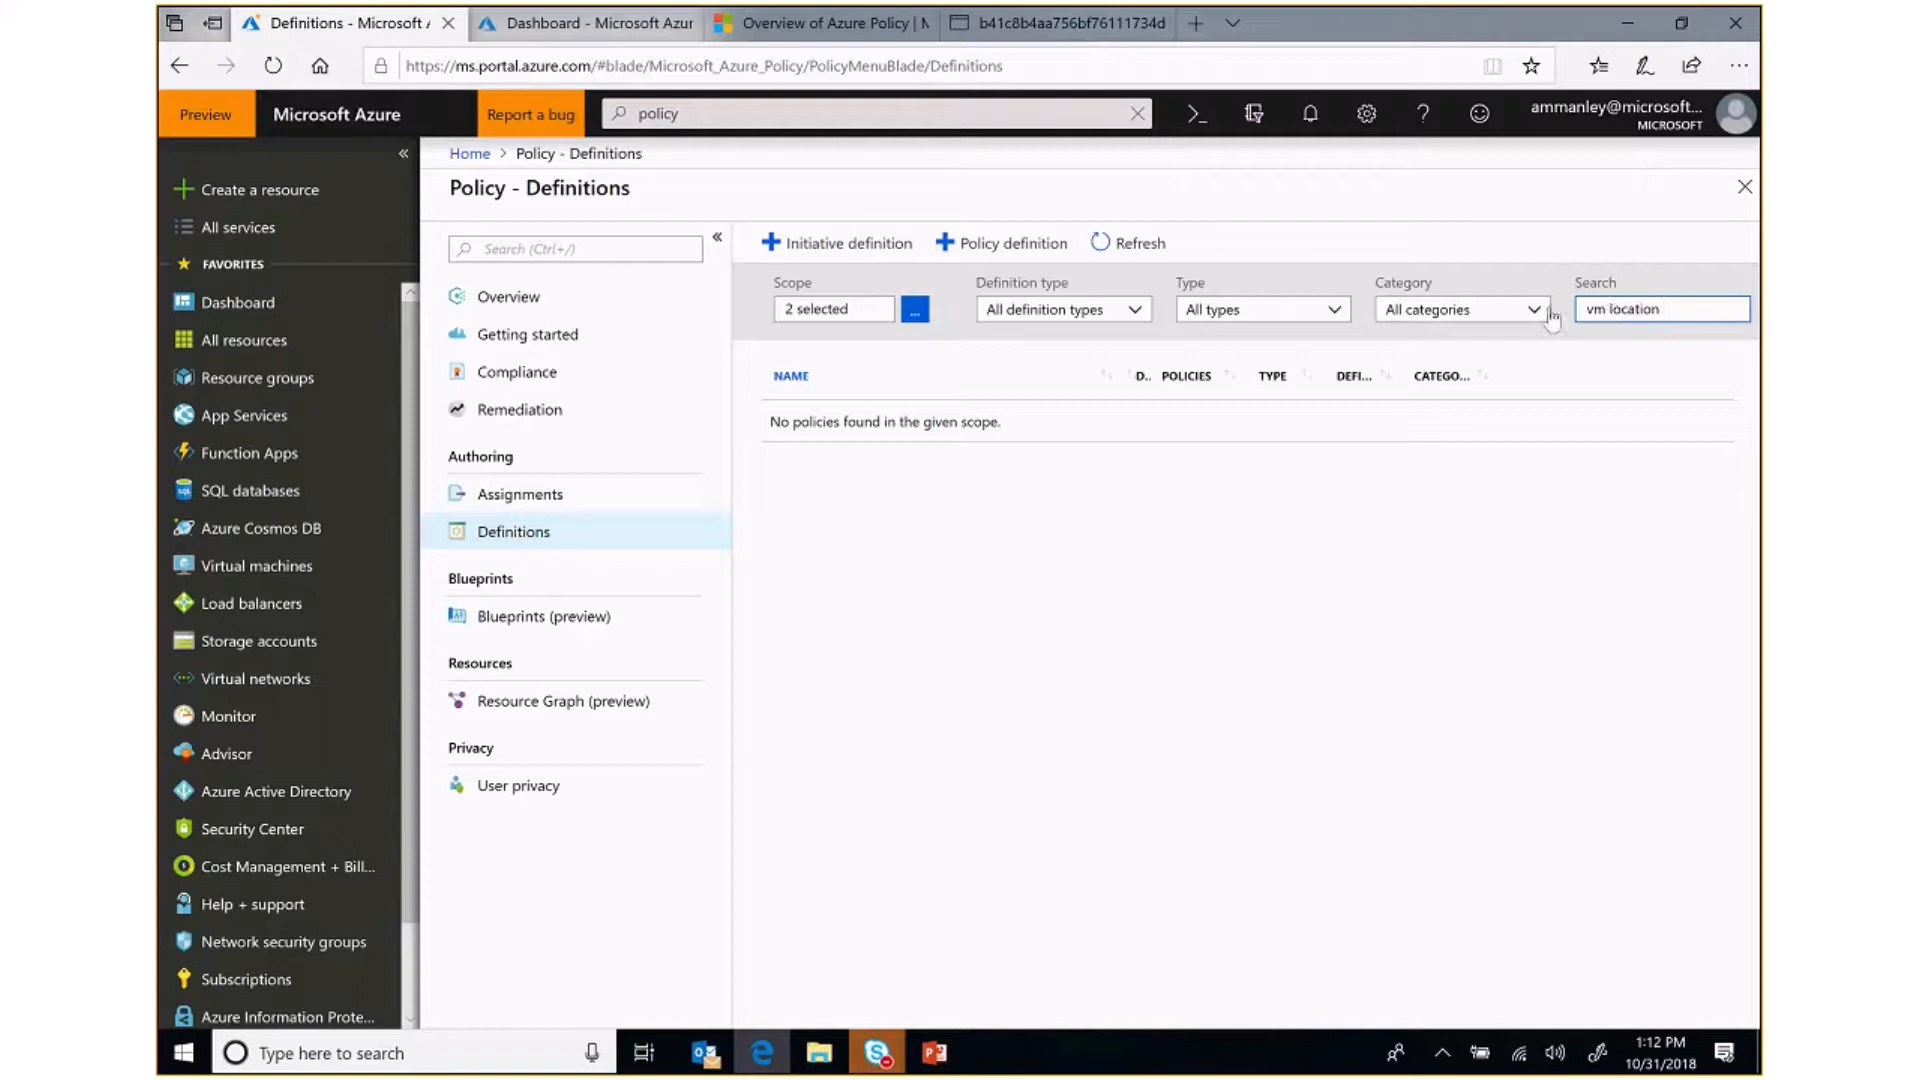 Definitions - Microsoft A
Dashboard - Microsoft Azur
Overview of Azure Policy | M
b41c8b4aa756bf76111734d
https://ms.portal.azure.com/#blade/Microsoft_Azure_Policy/PolicyMenuBlade/Definitions
Preview
Microsoft Azure
Report a bug
policy
ammanley@microsoft...
MICROSOFT
Home > Policy - Definitions
Policy - Definitions
Create a resource
All services
FAVORITES
Dashboard
All resources
Resource groups
App Services
Function Apps
SQL databases
Azure Cosmos DB
Virtual machines
Load balancers
Storage accounts
Virtual networks
Monitor
Advisor
Azure Active Directory
Security Center
Cost Management + Bill...
Help + support
Network security groups
Subscriptions
Azure Information Prote...
Search (Ctrl+/)
Overview
Getting started
Compliance
Remediation
Authoring
Assignments
Definitions
Blueprints
Blueprints (preview)
Resources
Resource Graph (preview)
Privacy
User privacy
Initiative definition
Policy definition
Refresh
Scope
2 selected
...
Definition type
All definition types
Type
All types
Category
All categories
Search
vm location
NAME
D..
POLICIES
TYPE
DEFI...
CATEGO...
No policies found in the given scope.
Type here to search
1:12 PM
10/31/2018